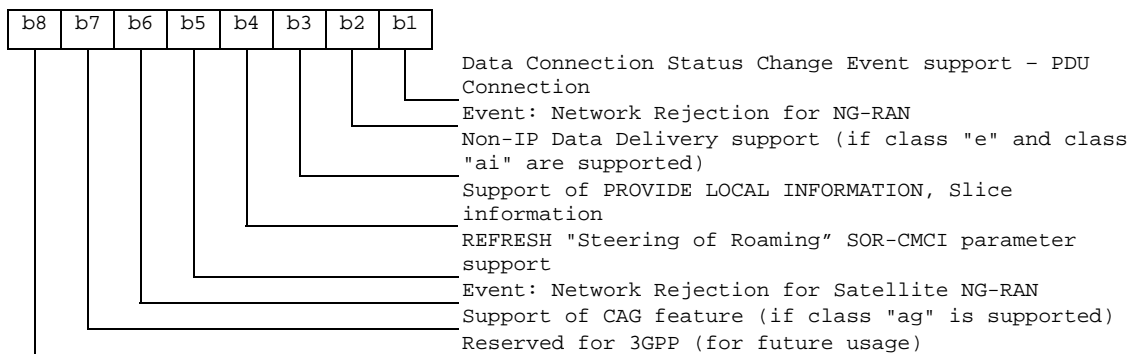 b8 b7 b6 b5 b4 b3 b2 b1
Data Connection Status Change Event support – PDU
Connection
Event: Network Rejection for NG-RAN
Non-IP Data Delivery support (if class "e" and class
"ai" are supported)
Support of PROVIDE LOCAL INFORMATION, Slice
information
REFRESH "Steering of Roaming” SOR-CMCI parameter
support
Event: Network Rejection for Satellite NG-RAN
Support of CAG feature (if class "ag" is supported)
Reserved for 3GPP (for future usage)